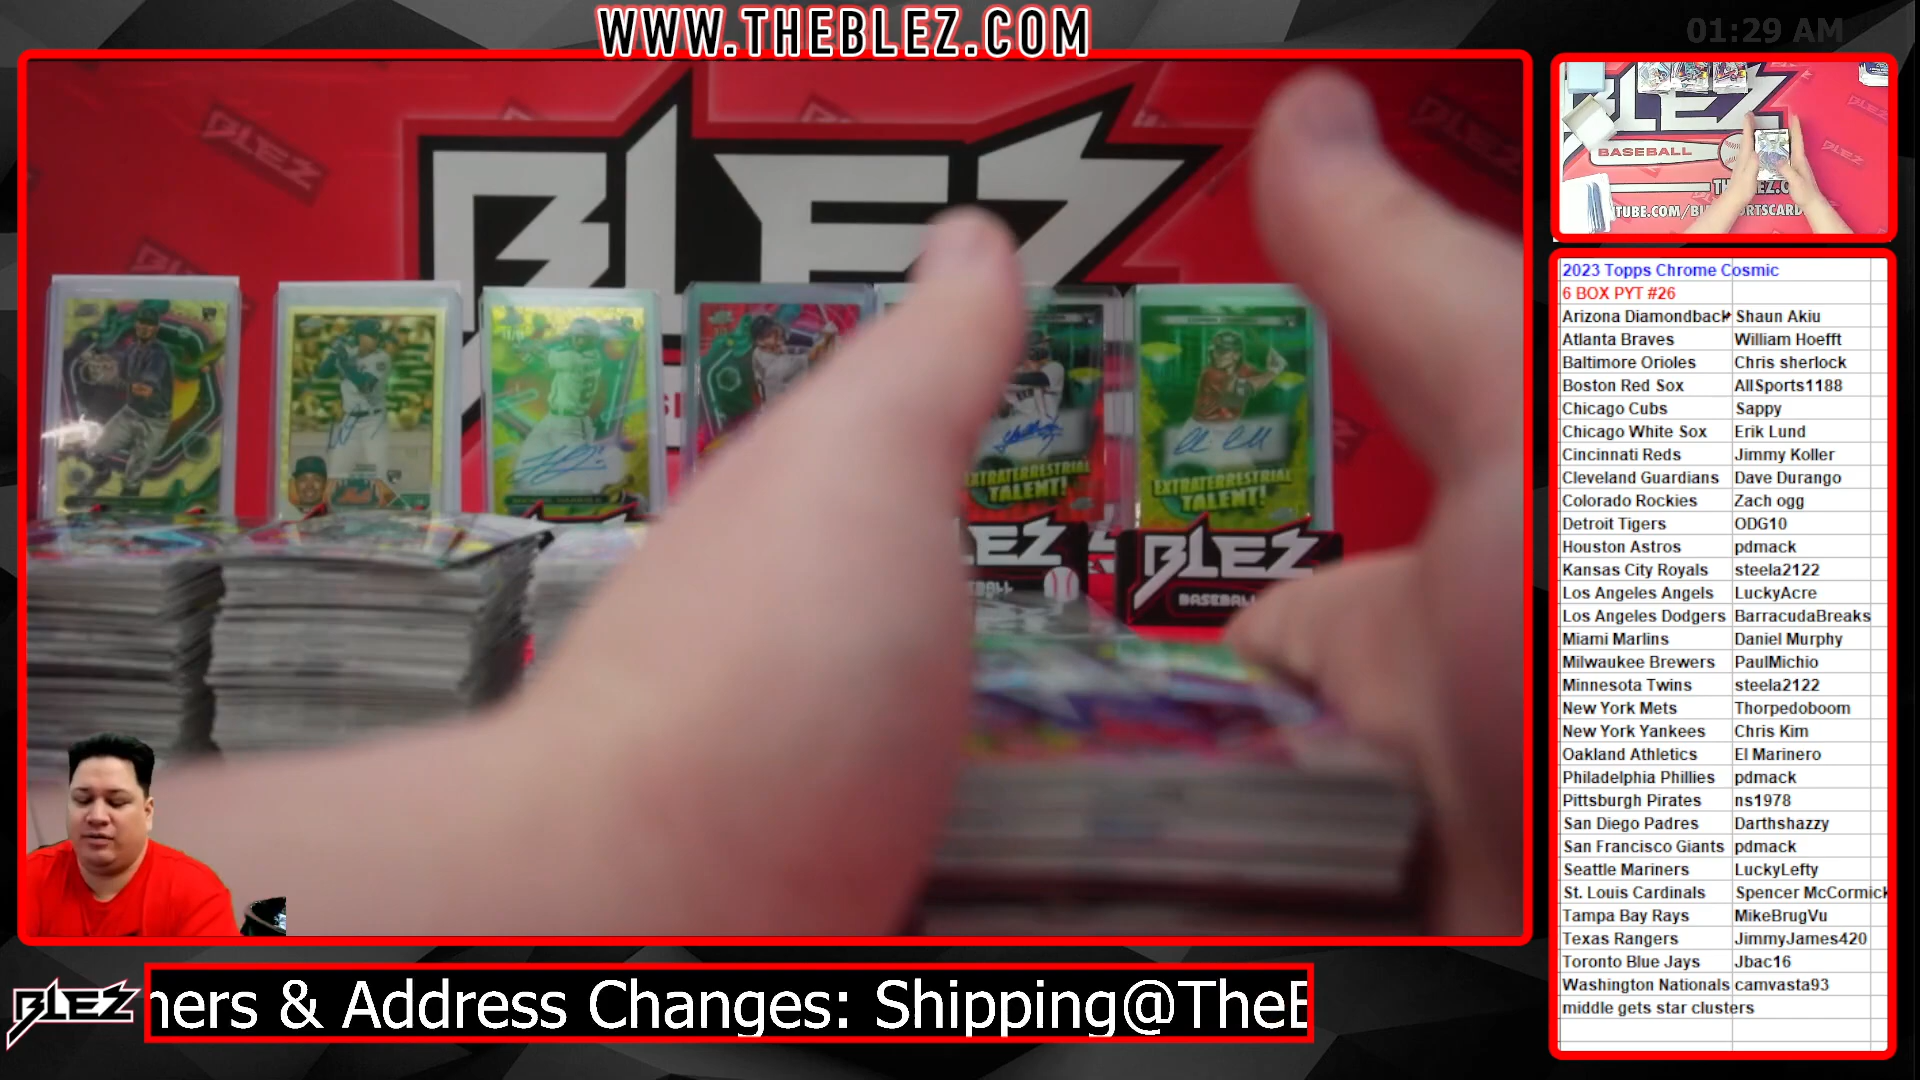 WWW.THEBLEZ.COM
01:29 AM
BLEZ
BLEZ
BLEZ
EXTRATERRESTRIAL
TALENT!
EXTRATERRESTRIAL
TALENT!
BLEZ
BASEBALL
BLEZ
BASEBALL
TUBE.COM/BL
2023 Topps Chrome Cosmic
6 BOX PYT #26
Arizona Diamondback Shaun Akiu
Atlanta Braves William Hoefft
Baltimore Orioles Chris sherlock
Boston Red Sox AllSports1188
Chicago Cubs Sappy
Chicago White Sox Erik Lund
Cincinnati Reds Jimmy Koller
Cleveland Guardians Dave Durango
Colorado Rockies Zach ogg
Detroit Tigers ODG10
Houston Astros pdmack
Kansas City Royals steela2122
Los Angeles Angels LuckyAcre
Los Angeles Dodgers BarracudaBreaks
Miami Marlins Daniel Murphy
Milwaukee Brewers PaulMichio
Minnesota Twins steela2122
New York Mets Thorpedoboom
New York Yankees Chris Kim
Oakland Athletics El Marinero
Philadelphia Phillies pdmack
Pittsburgh Pirates ns1978
San Diego Padres Darthshazzy
San Francisco Giants pdmack
Seattle Mariners LuckyLefty
St. Louis Cardinals Spencer McCormick
Tampa Bay Rays MikeBrugVu
Texas Rangers JimmyJames420
Toronto Blue Jays Jbac16
Washington Nationals camvasta93
middle gets star clusters
BLEZ
ners & Address Changes: Shipping@TheB